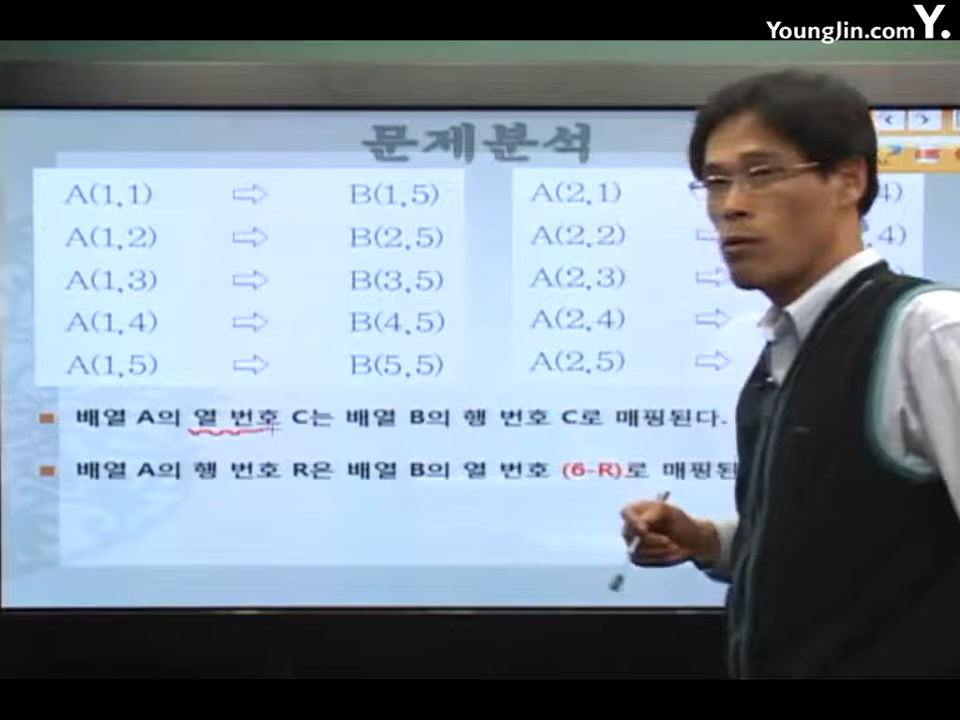 YoungJin.com Y.
문제분석
A(1,1) ⇨ B(1,5) A(2,1) 4)
A(1,2) ⇨ B(2,5) A(2,2) ⇨ ,4)
A(1,3) ⇨ B(3,5) A(2,3) ⇨
A(1,4) ⇨ B(4,5) A(2,4) ⇨
A(1,5) ⇨ B(5,5) A(2,5) ⇨
배열 A의 열 번호 C는 배열 B의 행 번호 C로 매핑된다.
배열 A의 행 번호 R은 배열 B의 열 번호 (6-R)로 매핑된